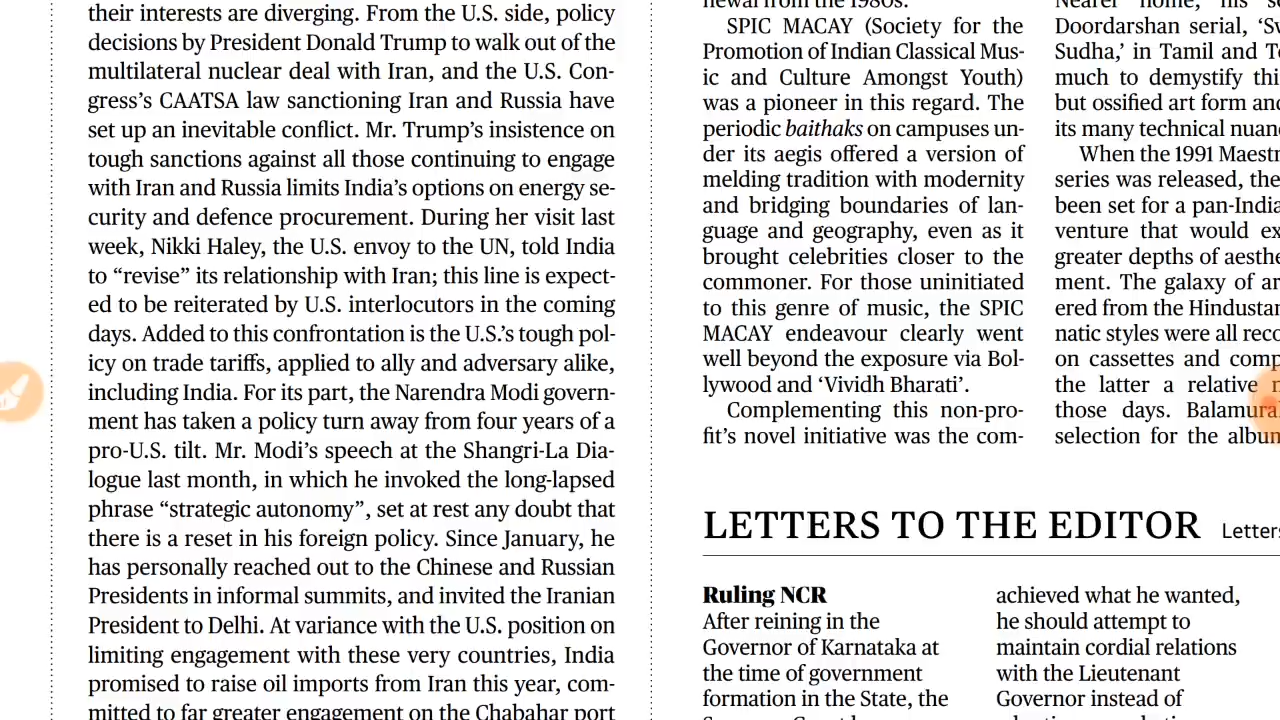 their interests are diverging. From the U.S. side, policy
decisions by President Donald Trump to walk out of the
multilateral nuclear deal with Iran, and the U.S. Con-
gress’s CAATSA law sanctioning Iran and Russia have
set up an inevitable conflict. Mr. Trump’s insistence on
tough sanctions against all those continuing to engage
with Iran and Russia limits India’s options on energy se-
curity and defence procurement. During her visit last
week, Nikki Haley, the U.S. envoy to the UN, told India
to “revise” its relationship with Iran; this line is expect-
ed to be reiterated by U.S. interlocutors in the coming
days. Added to this confrontation is the U.S.’s tough pol-
icy on trade tariffs, applied to ally and adversary alike,
including India. For its part, the Narendra Modi govern-
ment has taken a policy turn away from four years of a
pro-U.S. tilt. Mr. Modi’s speech at the Shangri-La Dia-
logue last month, in which he invoked the long-lapsed
phrase “strategic autonomy”, set at rest any doubt that
there is a reset in his foreign policy. Since January, he
has personally reached out to the Chinese and Russian
Presidents in informal summits, and invited the Iranian
President to Delhi. At variance with the U.S. position on
limiting engagement with these very countries, India
promised to raise oil imports from Iran this year, com-
mitted to far greater engagement on the Chabahar port
newal from the 1980s.
SPIC MACAY (Society for the
Promotion of Indian Classical Mus-
ic and Culture Amongst Youth)
was a pioneer in this regard. The
periodic baithaks on campuses un-
der its aegis offered a version of
melding tradition with modernity
and bridging boundaries of lan-
guage and geography, even as it
brought celebrities closer to the
commoner. For those uninitiated
to this genre of music, the SPIC
MACAY endeavour clearly went
well beyond the exposure via Bol-
lywood and ‘Vividh Bharati’.
Complementing this non-pro-
fit’s novel initiative was the com-
Nearer home, his
Doordarshan serial,
Sudha,’ in Tamil and
much to demystify
but ossified art form
its many technical
When the 1991
series was released,
been set for a
venture that would
greater depths of
ment. The galaxy of
ered from the
natic styles were all
on cassettes and
the latter a relative
those days.
selection for the
LETTERS TO THE EDITOR
Ruling NCR
After reining in the
Governor of Karnataka at
the time of government
formation in the State, the
achieved what he wanted,
he should attempt to
maintain cordial relations
with the Lieutenant
Governor instead of